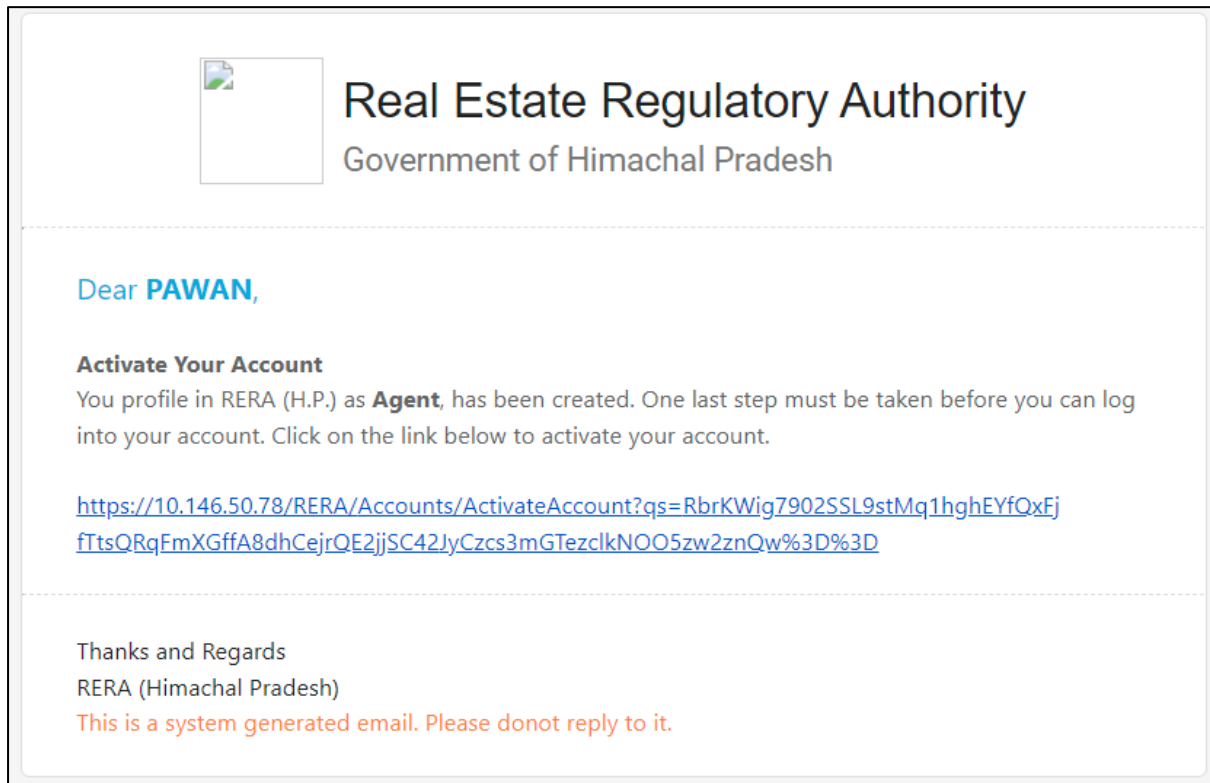 Real Estate Regulatory Authority
Government of Himachal Pradesh
Dear PAWAN,
Activate Your Account
You profile in RERA (H.P.) as Agent, has been created. One last step must be taken before you can log
into your account. Click on the link below to activate your account.
https://10.146.50.78/RERA/Accounts/ActivateAccount?qs=RbrKWig7902SSL9stMq1hghEYfQxFj
fTtsQRqFmXGffA8dhCejrQE2jjSC42JyCzcs3mGTezclkNOO5zw2znQw%3D%3D
Thanks and Regards
RERA (Himachal Pradesh)
This is a system generated email. Please donot reply to it.